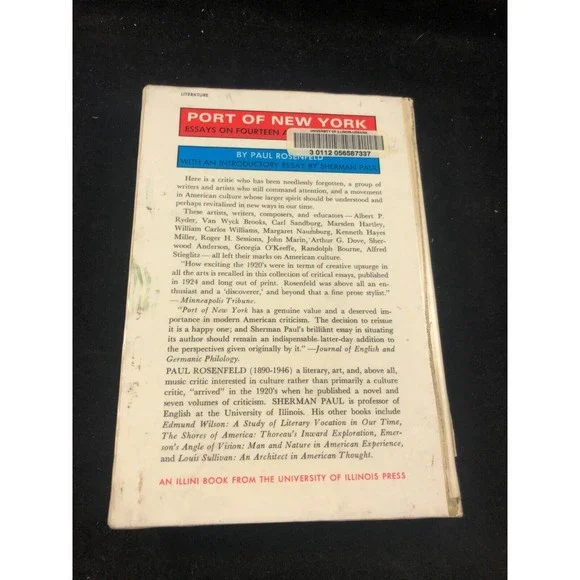 LITERATURE
PORT OF NEW YORK
ESSAYS ON FOURTEEN A
UNIVERSITY OF ILLINOIS-URBANA
3 0112 056567337
BY PAUL ROSENFELD
WITH AN INTRODUCTORY ESSAY BY SHERMAN PAUL
Here is a critic who has been needlessly forgotten, a group of
writers and artists who still command attention, and a movement
in American culture whose larger spirit should be understood and
perhaps revitalized in new ways in our time.
These artists, writers, composers, and educators—Albert P.
Ryder, Van Wyck Brooks, Carl Sandburg, Marsden Hartley,
William Carlos Williams, Margaret Naumburg, Kenneth Hayes
Miller, Roger H. Sessions, John Marin, Arthur G. Dove, Sher-
wood Anderson, Georgia O'Keeffe, Randolph Bourne, Alfred
Stieglitz—all left their marks on American culture.
"How exciting the 1920's were in terms of creative upsurge in
all the arts is recalled in this collection of critical essays, published
in 1924 and long out of print. Rosenfeld was above all an en-
thusiast and a 'discoverer,' and beyond that a fine prose stylist."
—Minneapolis Tribune.
"Port of New York has a genuine value and a deserved im-
portance in modern American criticism. The decision to reissue
it is a happy one; and Sherman Paul's brilliant essay in situating
its author should remain an indispensable latter-day addition to
the perspectives given originally by it."—Journal of English and
Germanic Philology.
PAUL ROSENFELD (1890-1946) a literary, art, and, above all,
music critic interested in culture rather than primarily a culture
critic, "arrived" in the 1920's when he published a novel and
seven volumes of criticism. SHERMAN PAUL is professor of
English at the University of Illinois. His other books include
Edmund Wilson: A Study of Literary Vocation in Our Time,
The Shores of America: Thoreau's Inward Exploration, Emer-
son's Angle of Vision: Man and Nature in American Experience,
and Louis Sullivan: An Architect in American Thought.
AN ILLINI BOOK FROM THE UNIVERSITY OF ILLINOIS PRESS